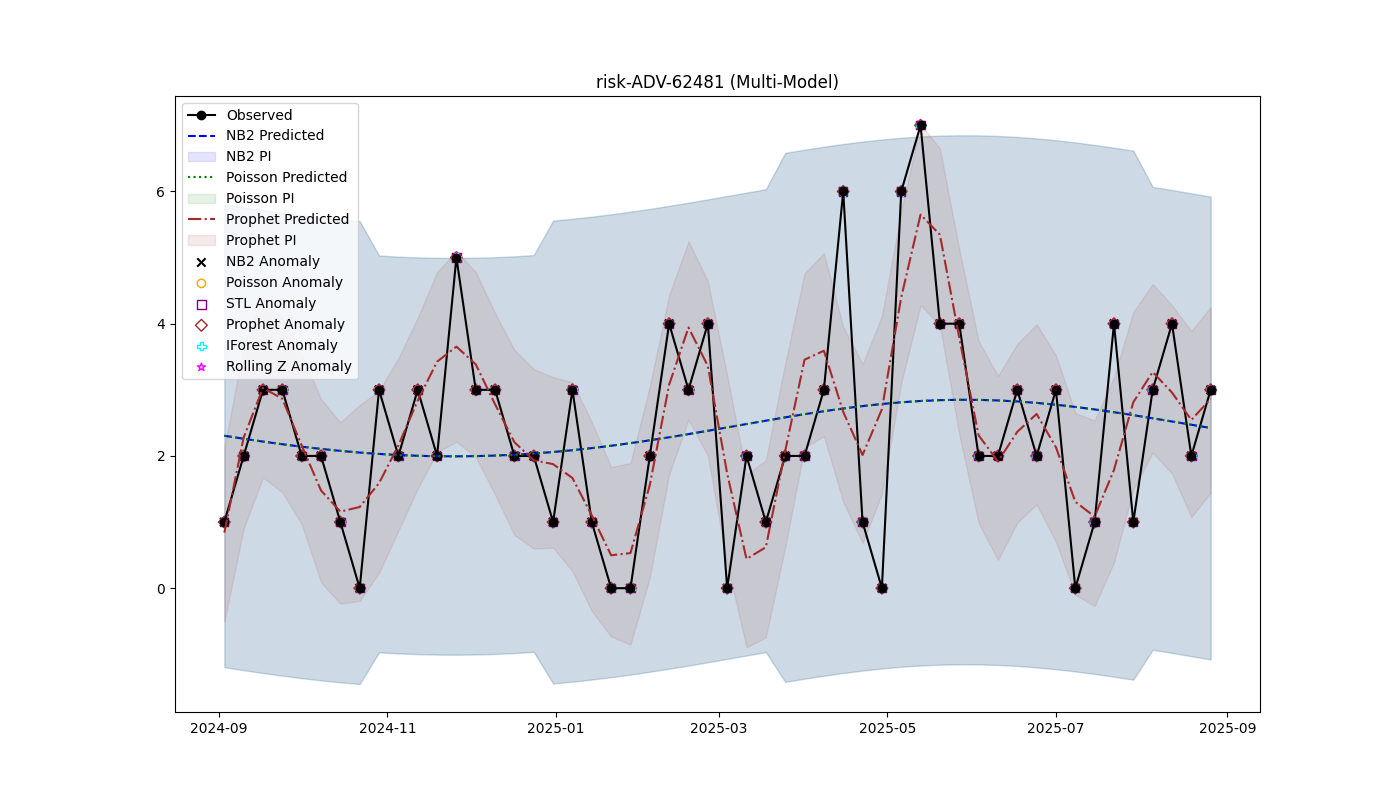 risk-ADV-62481 (Multi-Model)
Observed
NB2 Predicted
NB2 PI
Poisson Predicted
Poisson PI
Prophet Predicted
Prophet PI
NB2 Anomaly
Poisson Anomaly
STL Anomaly
Prophet Anomaly
IForest Anomaly
Rolling Z Anomaly
6
4
2
0
2024-09 2024-11 2025-01 2025-03 2025-05 2025-07 2025-09